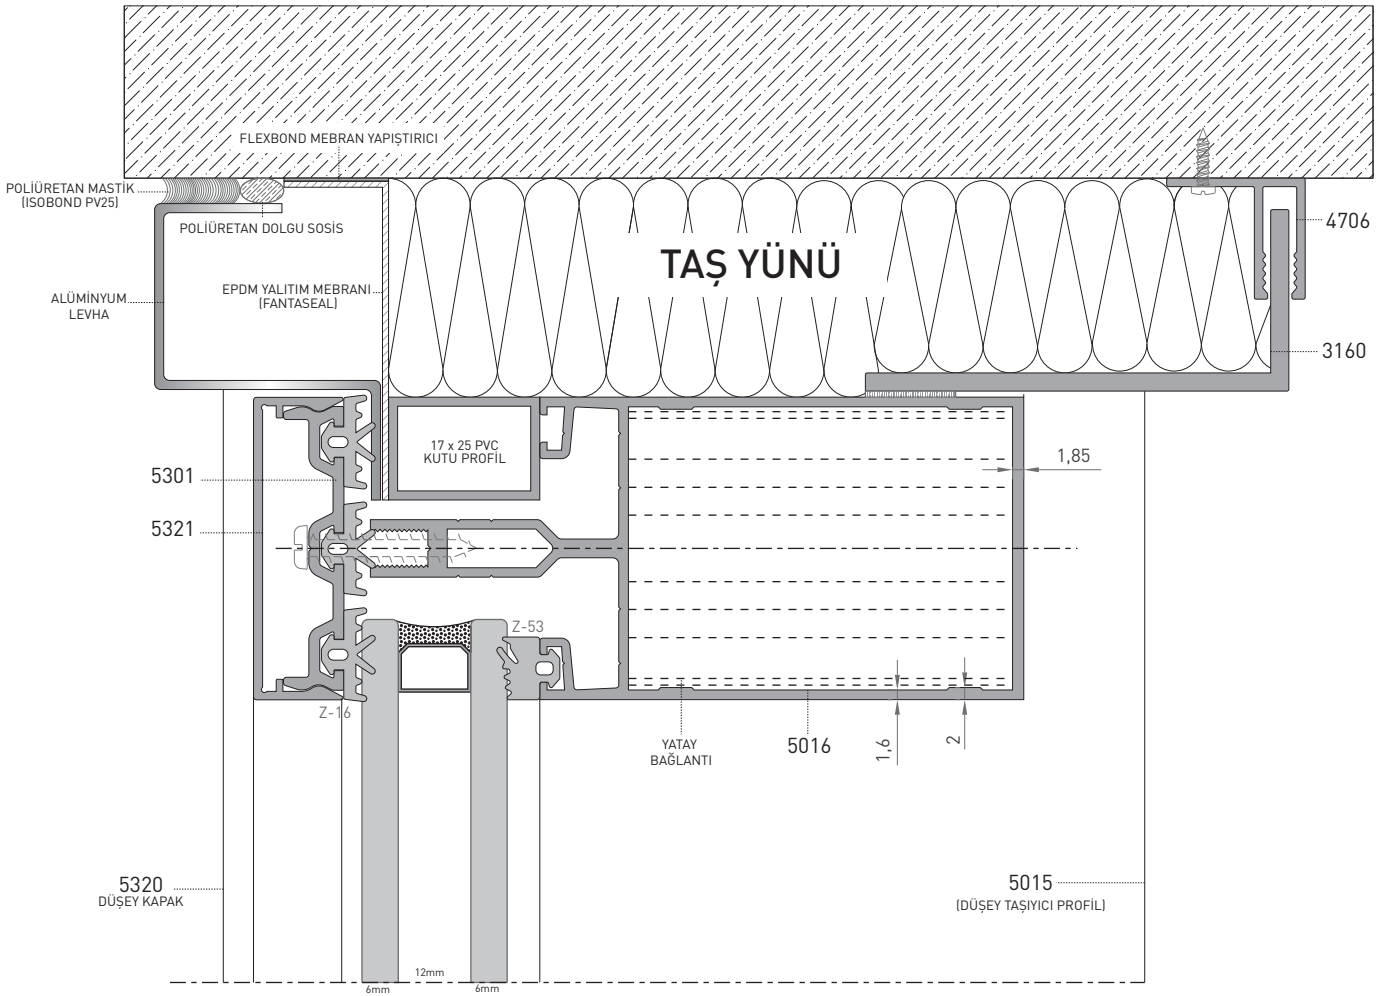 FLEXBOND MEBRAN YAPIŞTIRICI
POLİÜRETAN MASTİK
(ISOBOND PV25)
POLİÜRETAN DOLGU SOSİS
4706
TAŞ YÜNÜ
EPDM YALITIM MEBRANI
(FANTASEAL)
ALÜMİNYUM
LEVHA
3160
17 x 25 PVC
KUTU PROFİL
1,85
5301
5321
Z-53
Z-16
YATAY
BAĞLANTI
5016
1,6
2
5320
DÜŞEY KAPAK
5015
(DÜŞEY TAŞIYICI PROFİL)
12mm
6mm
6mm